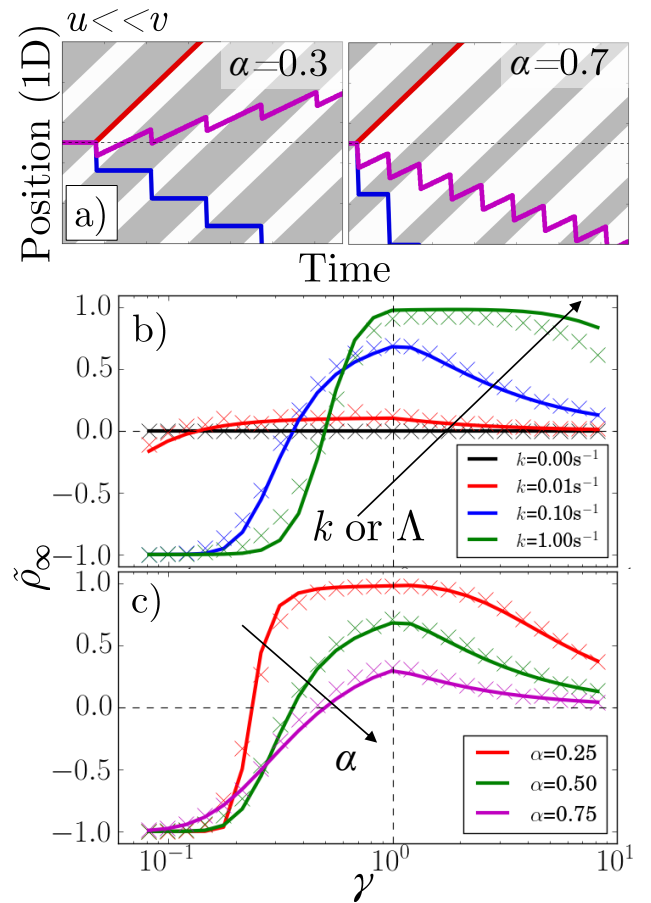 u<<v
α=0.3
α=0.7
Position (1D)
a)
Time
b)
1.0
0.5
0.0
−0.5
−1.0
k or Λ
k=0.00s⁻¹
k=0.01s⁻¹
k=0.10s⁻¹
k=1.00s⁻¹
ρ̃∞
c)
1.0
0.5
0.0
−0.5
−1.0
α
α=0.25
α=0.50
α=0.75
10⁻¹
10⁰
10¹
γ